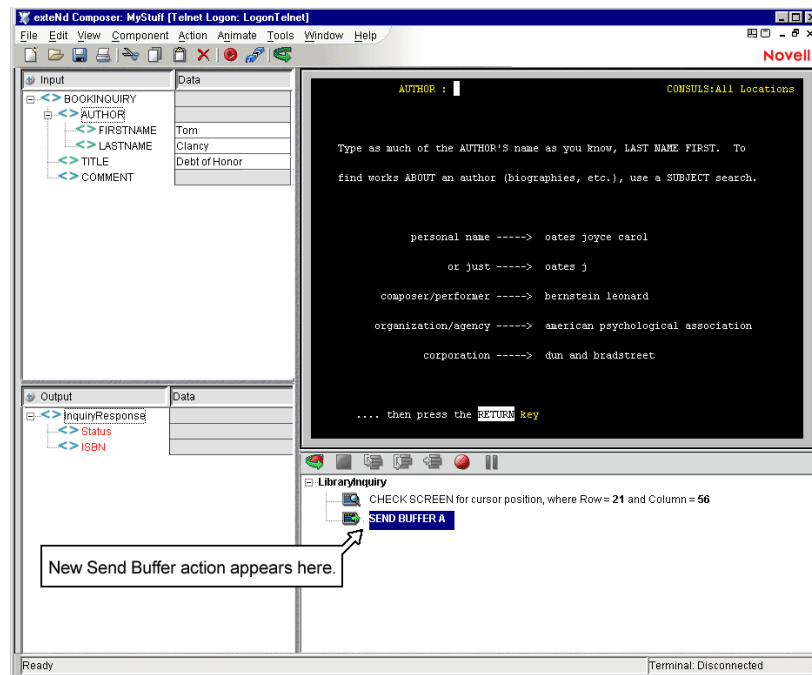 exteNd Composer: MyStuff [Telnet Logon: LogonTelnet]
File Edit View Component Action Animate Tools Window Help
Novell
Input Data
BOOKINQUIRY
AUTHOR
FIRSTNAME Tom
LASTNAME Clancy
TITLE Debt of Honor
COMMENT
AUTHOR : CONSULS:All Locations
Type as much of the AUTHOR'S name as you know, LAST NAME FIRST. To
find works ABOUT an author (biographies, etc.), use a SUBJECT search.
personal name -----> oates joyce carol
or just -----> oates j
composer/performer -----> bernstein leonard
organization/agency -----> american psychological association
corporation -----> dun and bradstreet
.... then press the RETURN key
Output Data
InquiryResponse
Status
ISBN
LibraryInquiry
CHECK SCREEN for cursor position, where Row = 21 and Column = 56
SEND BUFFER A
New Send Buffer action appears here.
Ready Terminal: Disconnected